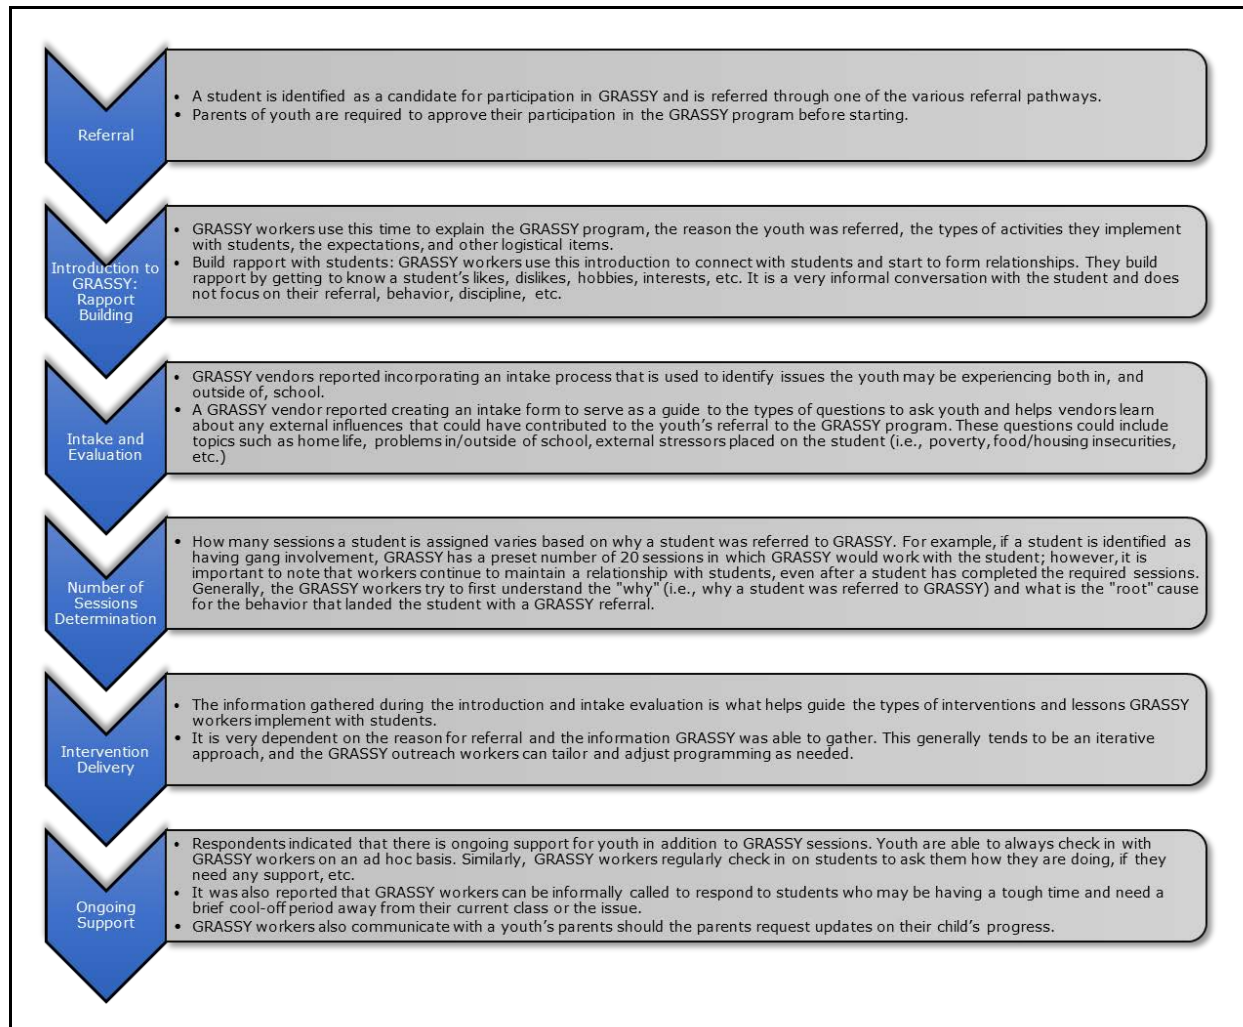 Referral
• A student is identified as a candidate for participation in GRASSY and is referred through one of the various referral pathways.
• Parents of youth are required to approve their participation in the GRASSY program before starting.
Introduction to
GRASSY:
Rapport
Building
• GRASSY workers use this time to explain the GRASSY program, the reason the youth was referred, the types of activities they implement
with students, the expectations, and other logistical items.
• Build rapport with students: GRASSY workers use this introduction to connect with students and start to form relationships. They build
rapport by getting to know a student's likes, dislikes, hobbies, interests, etc. It is a very informal conversation with the student and does
not focus on their referral, behavior, discipline, etc.
Intake and
Evaluation
• GRASSY vendors reported incorporating an intake process that is used to identify issues the youth may be experiencing both in, and
outside of, school.
• A GRASSY vendor reported creating an intake form to serve as a guide to the types of questions to ask youth and helps vendors learn
about any external influences that could have contributed to the youth's referral to the GRASSY program. These questions could include
topics such as home life, problems in/outside of school, external stressors placed on the student (i.e., poverty, food/housing insecurities,
etc.)
Number of
Sessions
Determination
• How many sessions a student is assigned varies based on why a student was referred to GRASSY. For example, if a student is identified as
having gang involvement, GRASSY has a preset number of 20 sessions in which GRASSY would work with the student; however, it is
important to note that workers continue to maintain a relationship with students, even after a student has completed the required sessions.
Generally, the GRASSY workers try to first understand the "why" (i.e., why a student was referred to GRASSY) and what is the "root" cause
for the behavior that landed the student with a GRASSY referral.
Intervention
Delivery
• The information gathered during the introduction and intake evaluation is what helps guide the types of interventions and lessons GRASSY
workers implement with students.
• It is very dependent on the reason for referral and the information GRASSY was able to gather. This generally tends to be an iterative
approach, and the GRASSY outreach workers can tailor and adjust programming as needed.
Ongoing
Support
• Respondents indicated that there is ongoing support for youth in addition to GRASSY sessions. Youth are able to always check in with
GRASSY workers on an ad hoc basis. Similarly, GRASSY workers regularly check in on students to ask them how they are doing, if they
need any support, etc.
• It was also reported that GRASSY workers can be informally called to respond to students who may be having a tough time and need a
brief cool-off period away from their current class or the issue.
• GRASSY workers also communicate with a youth's parents should the parents request updates on their child's progress.